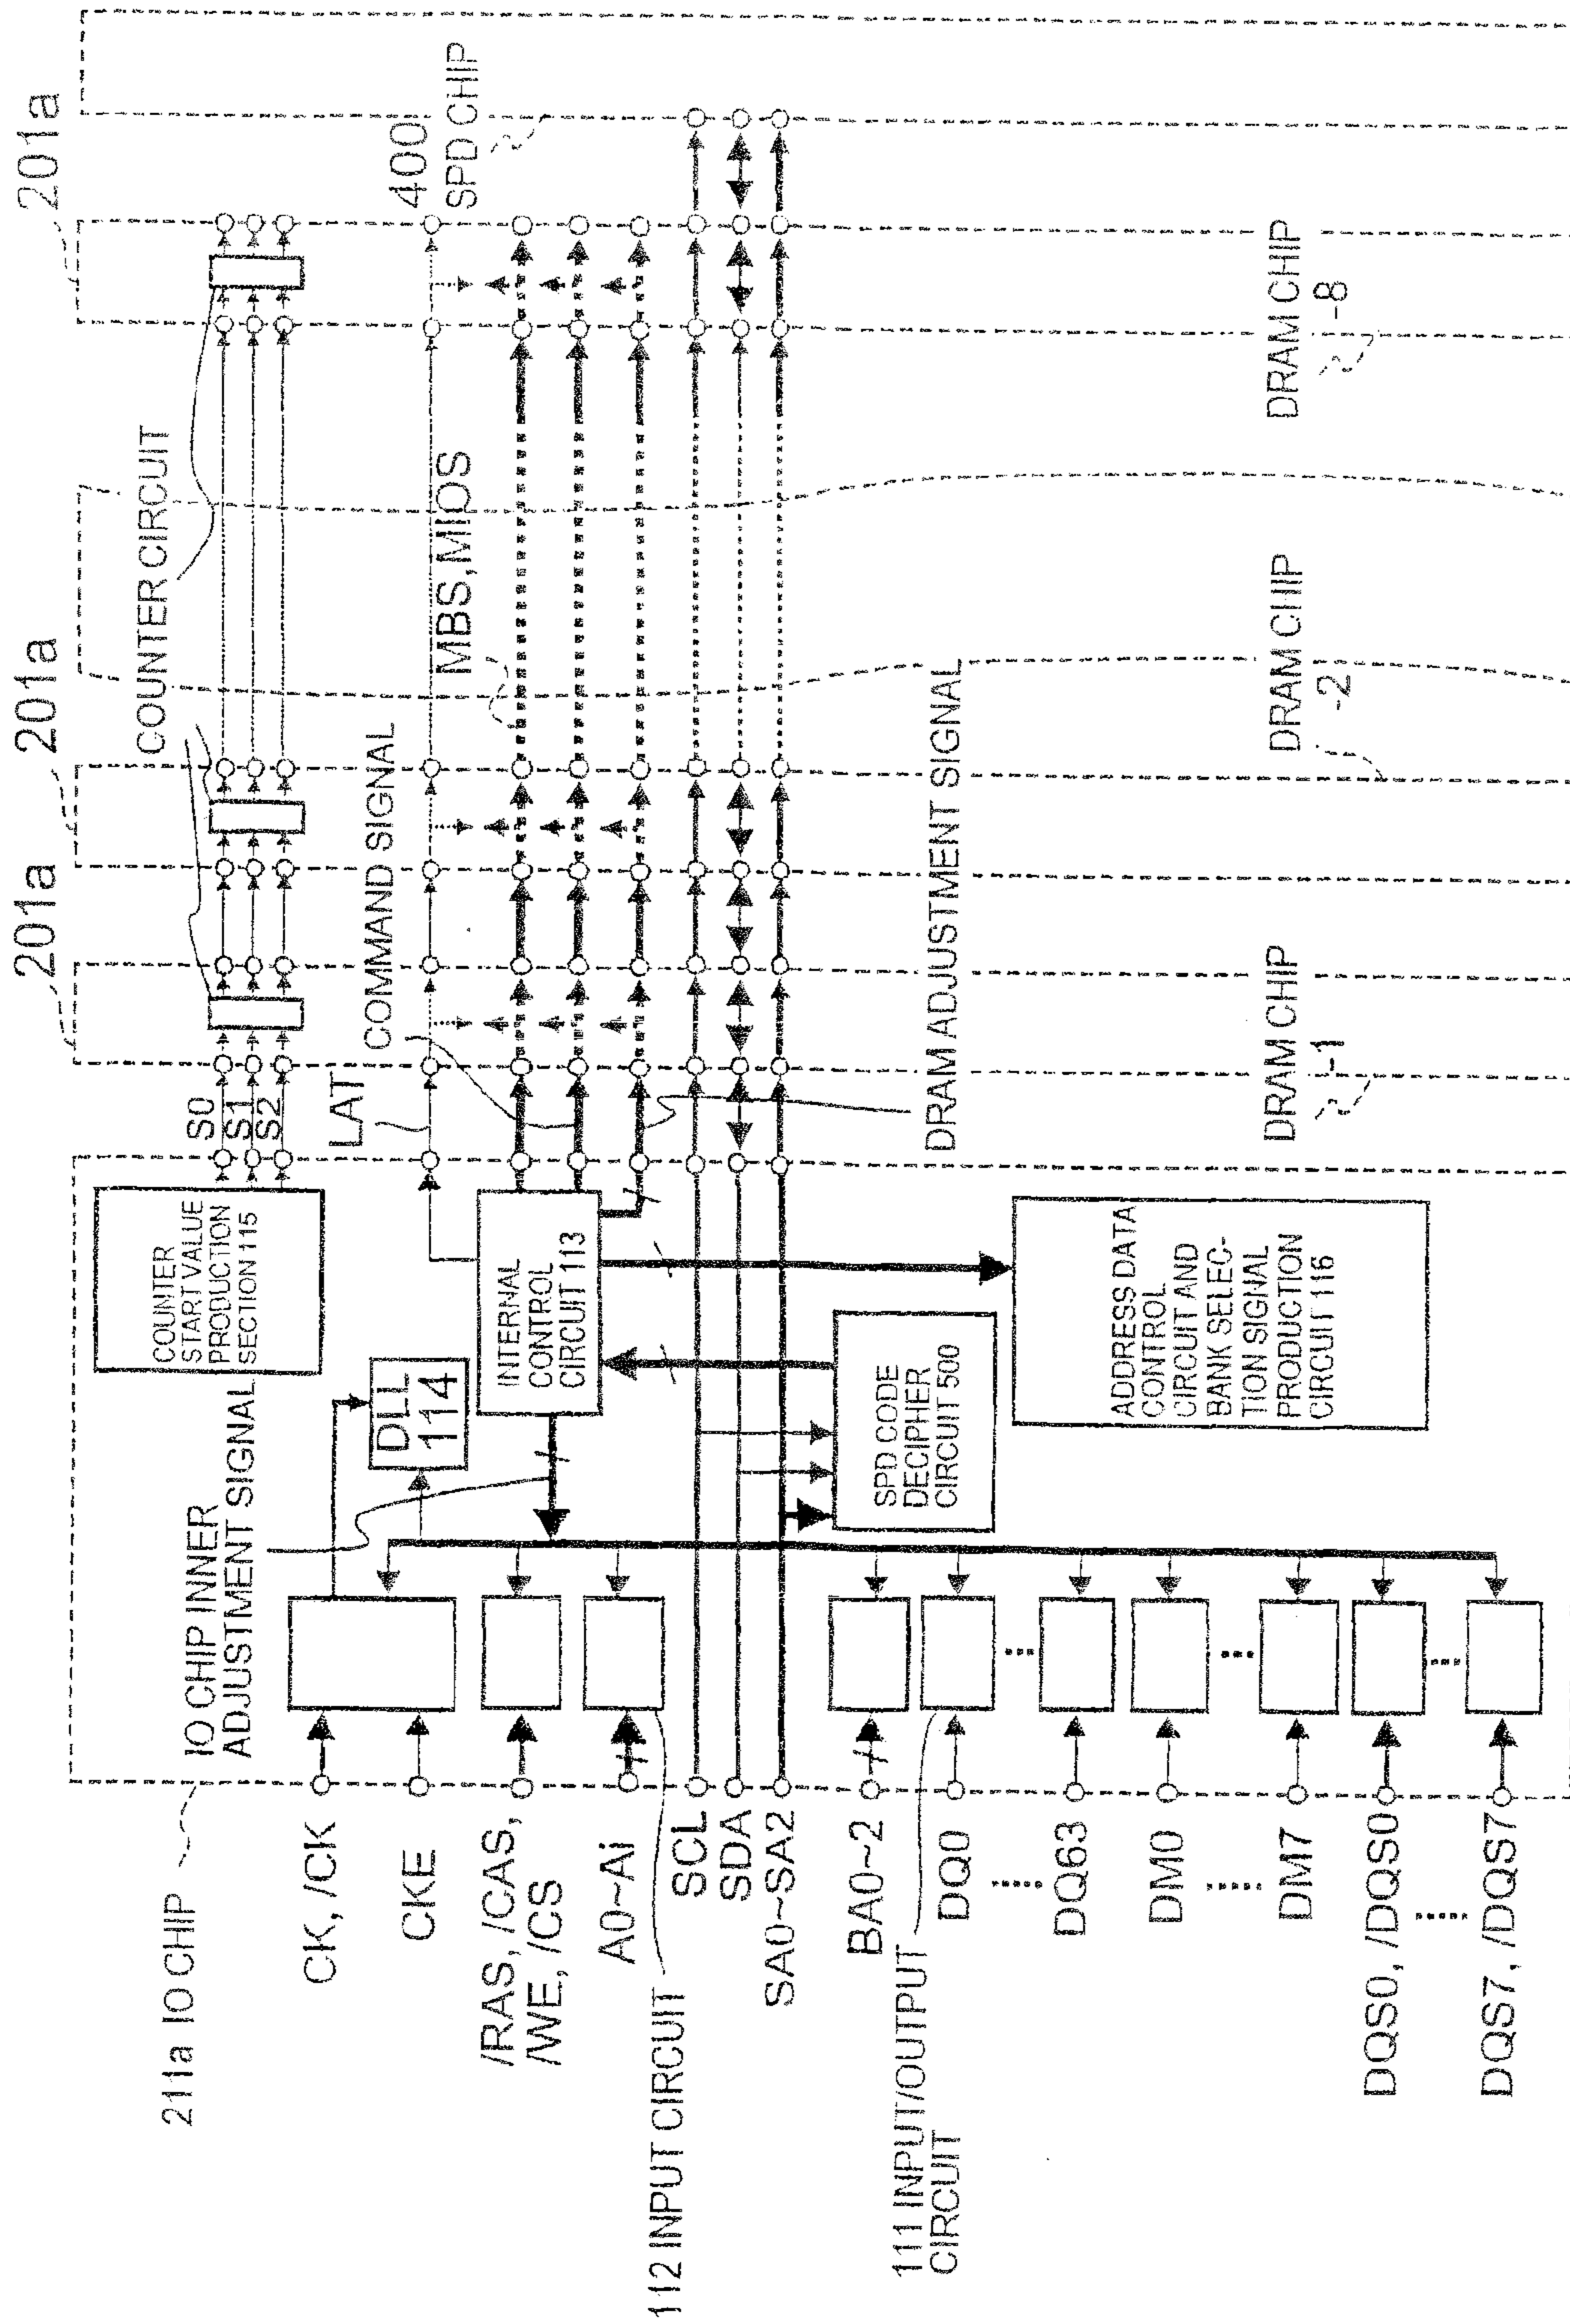 211a IO CHIP
IO CHIP INNER
ADJUSTMENT SIGNAL
COUNTER
START VALUE
PRODUCTION
SECTION 115
S0
S1
S2
201a
201a
201a
COUNTER CIRCUIT
CK, /CK
CKE
DLL
114
LAT
COMMAND SIGNAL
MBS,MIOS
400
SPD CHIP
/RAS, /CAS,
/WE, /CS
INTERNAL
CONTROL
CIRCUIT 113
A0~Ai
112 INPUT CIRCUIT
SCL
SDA
SA0~SA2
BA0~2
SPD CODE
DECIPHER
CIRCUIT 500
DRAM ADJUSTMENT SIGNAL
111 INPUT/OUTPUT
CIRCUIT
DQ0
DQ63
DM0
DM7
ADDRESS DATA
CONTROL
CIRCUIT AND
BANK SELEC-
TION SIGNAL
PRODUCTION
CIRCUIT 116
DRAM CHIP
-1
DRAM CHIP
-2
DRAM CHIP
-8
DQS0, /DQS0
DQS7, /DQS7